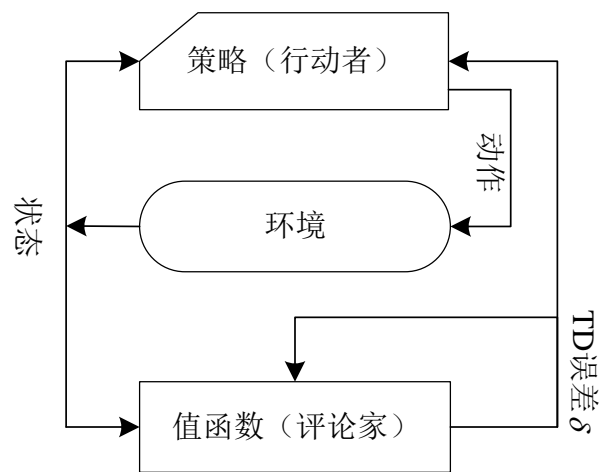 策略（行动者）
动作
环境
状态
TD误差δ
值函数（评论家）